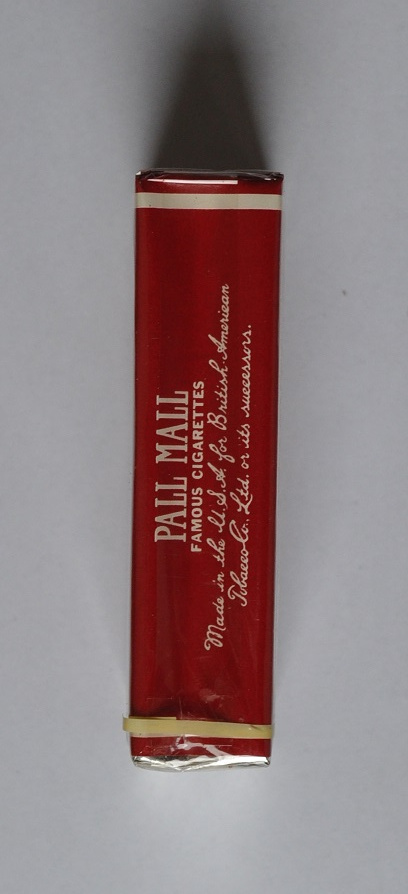 PALL MALL
FAMOUS CIGARETTES
Made in the U.S.A. for British-American
Tobacco Co., Ltd. or its successors.